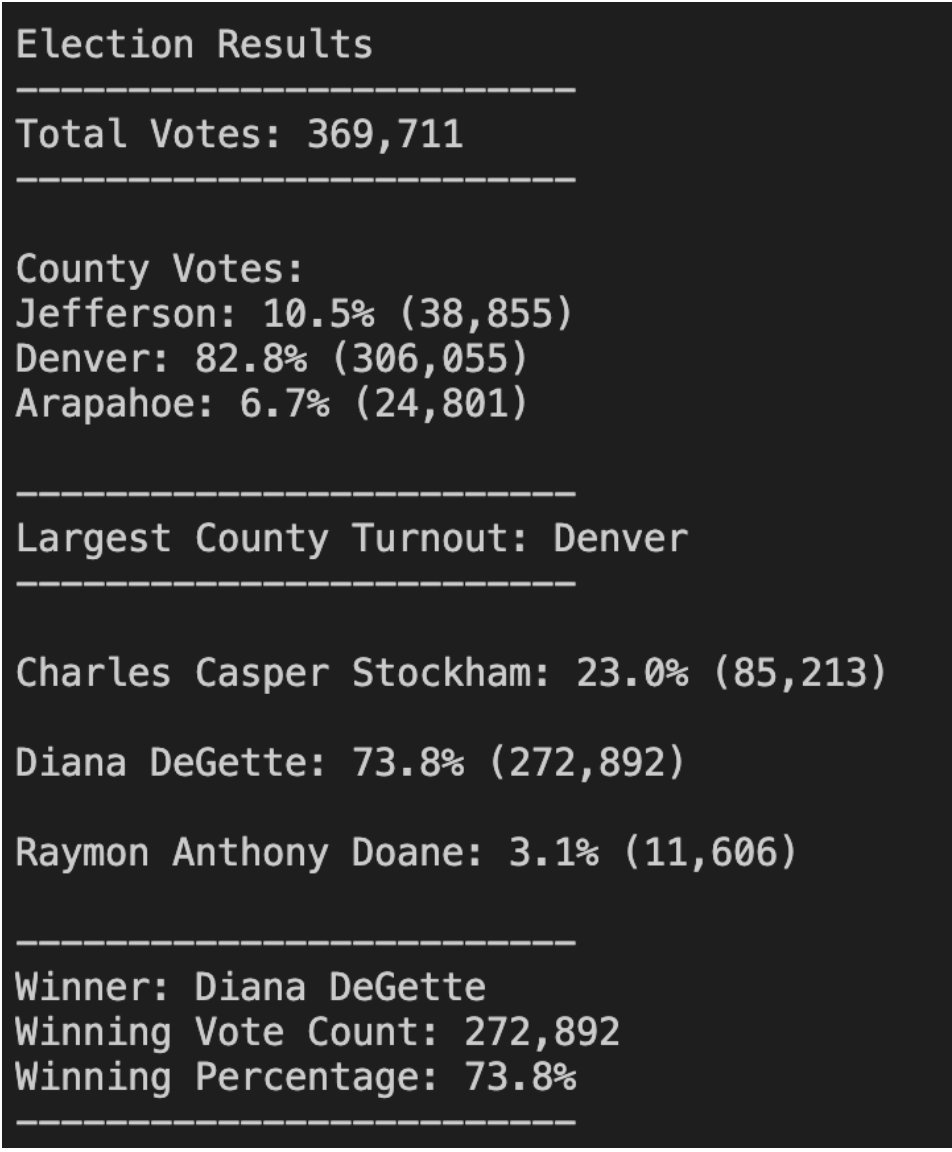 Election Results
-------------------------
Total Votes: 369,711
-------------------------
County Votes:
Jefferson: 10.5% (38,855)
Denver: 82.8% (306,055)
Arapahoe: 6.7% (24,801)
-------------------------
Largest County Turnout: Denver
-------------------------
Charles Casper Stockham: 23.0% (85,213)
Diana DeGette: 73.8% (272,892)
Raymon Anthony Doane: 3.1% (11,606)
-------------------------
Winner: Diana DeGette
Winning Vote Count: 272,892
Winning Percentage: 73.8%
-------------------------